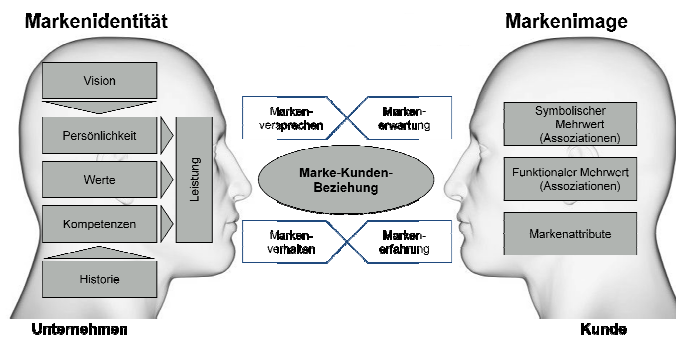 Markenidentität
Markenimage
Vision
Persönlichkeit
Werte
Kompetenzen
Historie
Leistung
Marken-
versprechen
Marken-
erwartung
Marke-Kunden-
Beziehung
Marken-
verhalten
Marken-
erfahrung
Symbolischer
Mehrwert
(Assoziationen)
Funktionaler Mehrwert
(Assoziationen)
Markenattribute
Unternehmen
Kunde